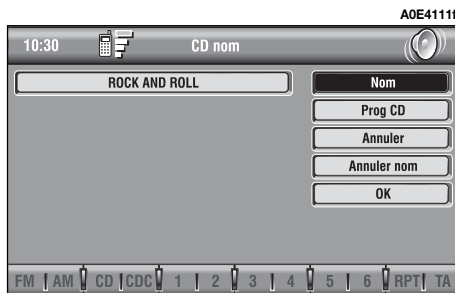 A0E4111f
10:30 CD nom
ROCK AND ROLL
Nom
Prog CD
Annuler
Annuler nom
OK
FM AM CD CDC 1 2 3 4 5 6 RPT TA